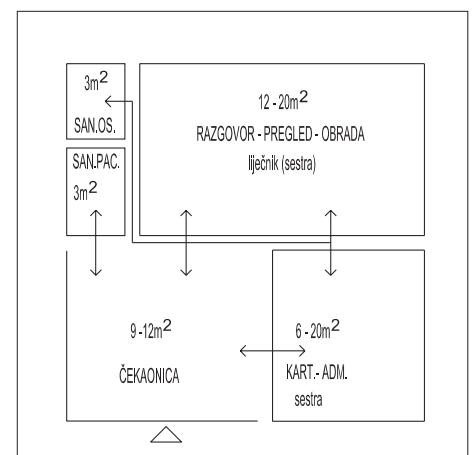 3m²
SAN.OS.
SAN.PAC.
3m²
12 - 20m²
RAZGOVOR - PREGLED - OBRADA
liječnik (sestra)
9 -12m²
ČEKAONICA
6 - 20m²
KART.- ADM.
sestra